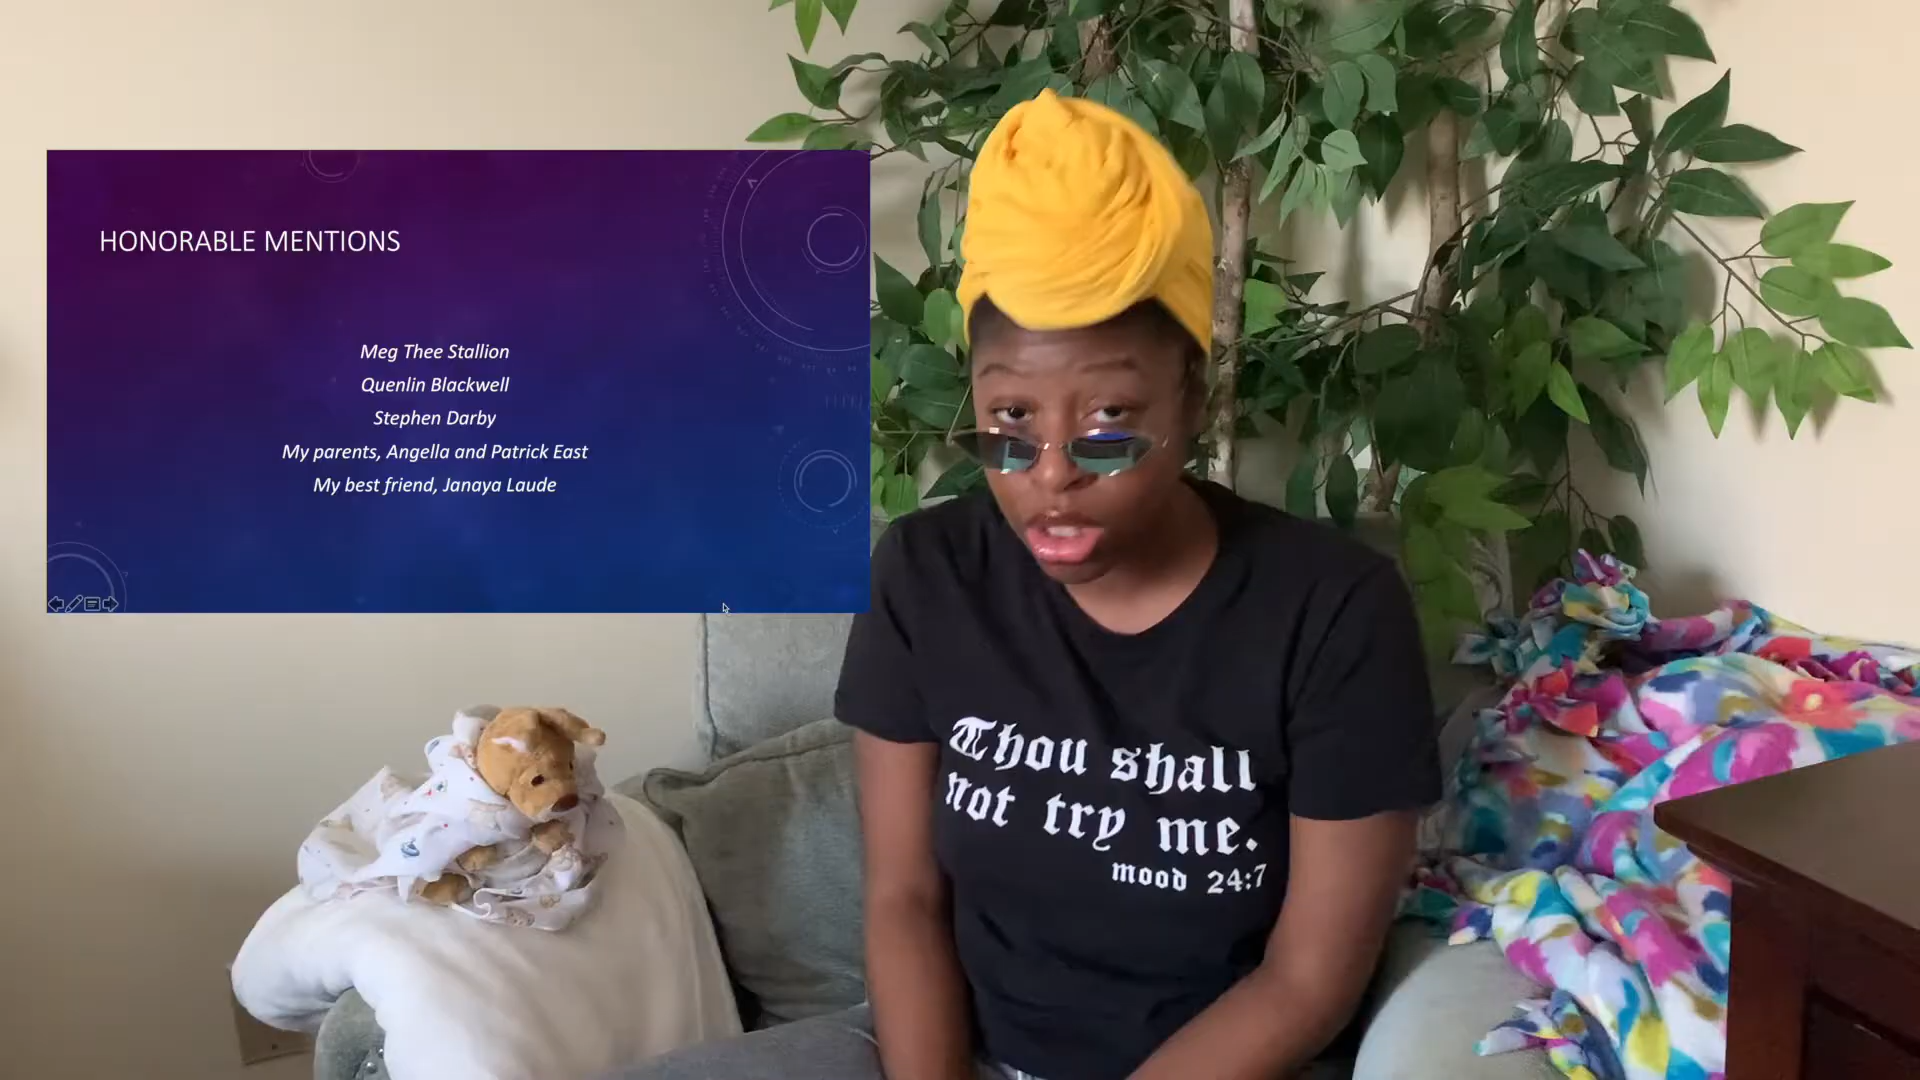 HONORABLE MENTIONS
Meg Thee Stallion
Quenlin Blackwell
Stephen Darby
My parents, Angella and Patrick East
My best friend, Janaya Laude
Thou shall
not try me.
mood 24:7